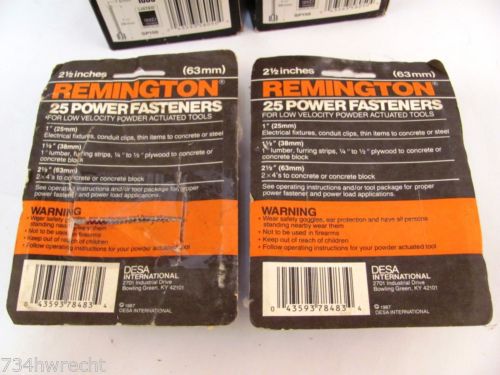 1000
LISTED
SP10B
2½ inches (63mm)
REMINGTON
25 POWER FASTENERS
FOR LOW VELOCITY POWDER ACTUATED TOOLS
1" (25mm)
Electrical fixtures, conduit clips, thin items to concrete or steel
1½" (38mm)
1" lumber, furring strips, ¼" to ½" plywood to concrete or
concrete block
2½" (63mm)
2 × 4's to concrete or concrete block
See operating instructions and/or tool package for proper
power fastener and power load applications.
WARNING
• Wear safety
standing nearby wear them
• Not to be used in firearms
• Keep out of reach of children
• Follow operating instructions for your powder actuated tool
DESA
INTERNATIONAL
2701 Industrial Drive
Bowling Green, KY 42101
0 43593 78483 4
© 1987
DESA INTERNATIONAL
2½ inches (63mm)
REMINGTON
25 POWER FASTENERS
FOR LOW VELOCITY POWDER ACTUATED TOOLS
1" (25mm)
Electrical fixtures, conduit clips, thin items to concrete or steel
1½" (38mm)
1" lumber, furring strips, ¼" to ½" plywood to concrete or
concrete block
2½" (63mm)
2 × 4's to concrete or concrete block
See operating instructions and/or tool package for proper
power fastener and power load applications.
WARNING
• Wear safety goggles, ear protection and have all persons
standing nearby wear them
• Not to be used in firearms
• Keep out of reach of children
• Follow operating instructions for your powder actuated tool
DESA
INTERNATIONAL
2701 Industrial Drive
Bowling Green, KY 42101
0 43593 78483 4
© 1987
DESA INTERNATIONAL
734hwrecht